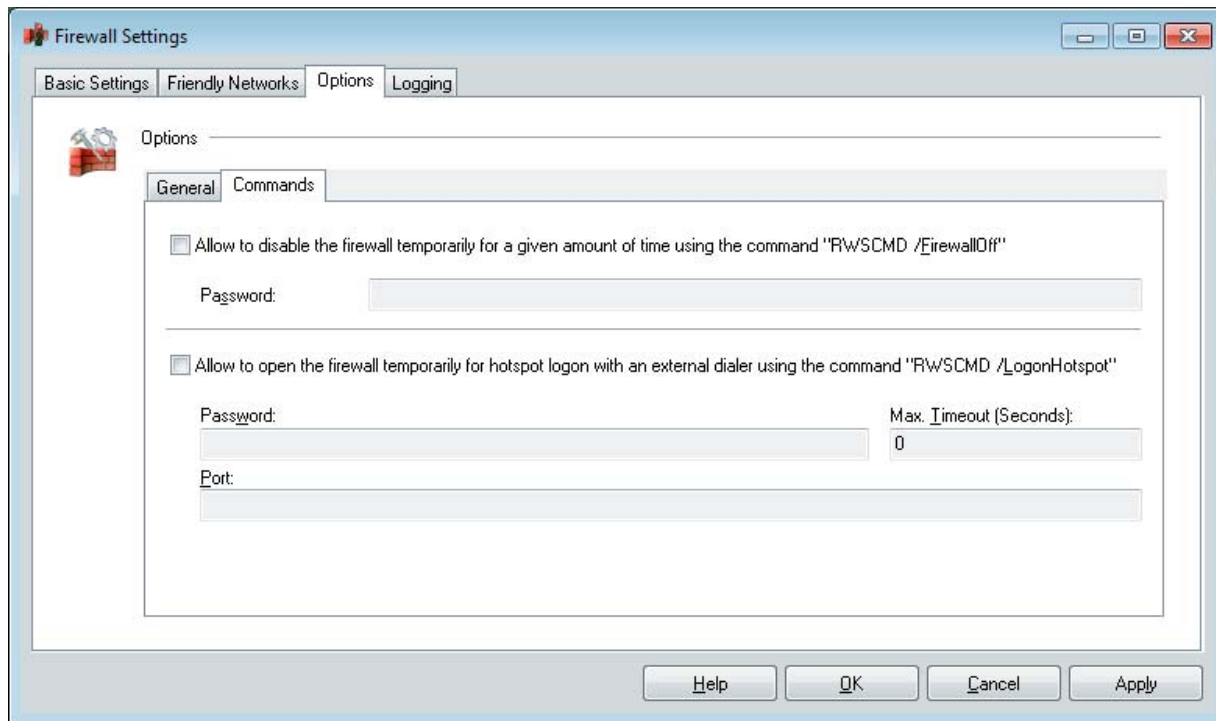 Firewall Settings
Basic Settings Friendly Networks Options Logging
Options
General Commands
Allow to disable the firewall temporarily for a given amount of time using the command "RWSCMD /FirewallOff"
Password:
Allow to open the firewall temporarily for hotspot logon with an external dialer using the command "RWSCMD /LogonHotspot"
Password: Max. Timeout (Seconds):
0
Port:
Help OK Cancel Apply